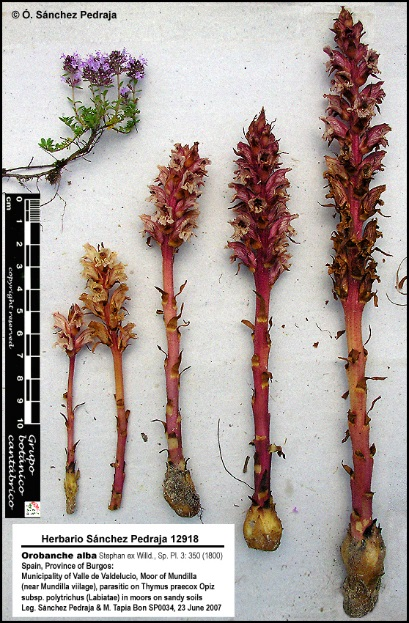 © Ó. Sánchez Pedraja
cm
0
1
2
3
4
5
6
7
8
9
10
Copyright reserved
Grupo
botánico
cantábrico
Herbario Sánchez Pedraja 12918
Orobanche alba Stephan ex Willd., Sp. Pl. 3: 350 (1800)
Spain, Province of Burgos:
Municipality of Valle de Valdelucio, Moor of Mundilla
(near Mundilla viilage), parasitic on Thymus praecox Opiz
subsp. polytrichus (Labiatae) in moors on sandy soils
Leg. Sánchez Pedraja & M. Tapia Bon SP0034, 23 June 2007